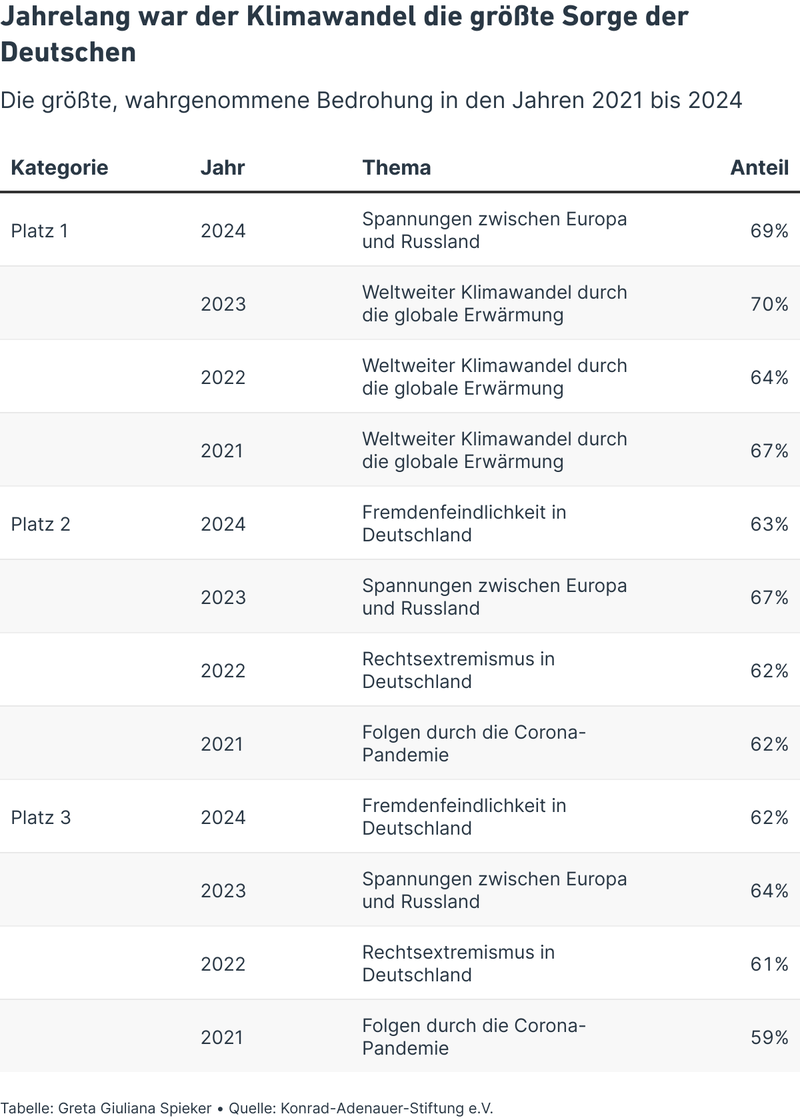 Jahrelang war der Klimawandel die größte Sorge der
Deutschen
Die größte, wahrgenommene Bedrohung in den Jahren 2021 bis 2024
Kategorie Jahr Thema Anteil
Platz 1 2024 Spannungen zwischen Europa
und Russland 69%
2023 Weltweiter Klimawandel durch
die globale Erwärmung 70%
2022 Weltweiter Klimawandel durch
die globale Erwärmung 64%
2021 Weltweiter Klimawandel durch
die globale Erwärmung 67%
Platz 2 2024 Fremdenfeindlichkeit in
Deutschland 63%
2023 Spannungen zwischen Europa
und Russland 67%
2022 Rechtsextremismus in
Deutschland 62%
2021 Folgen durch die Corona-
Pandemie 62%
Platz 3 2024 Fremdenfeindlichkeit in
Deutschland 62%
2023 Spannungen zwischen Europa
und Russland 64%
2022 Rechtsextremismus in
Deutschland 61%
2021 Folgen durch die Corona-
Pandemie 59%
Tabelle: Greta Giuliana Spieker • Quelle: Konrad-Adenauer-Stiftung e.V.